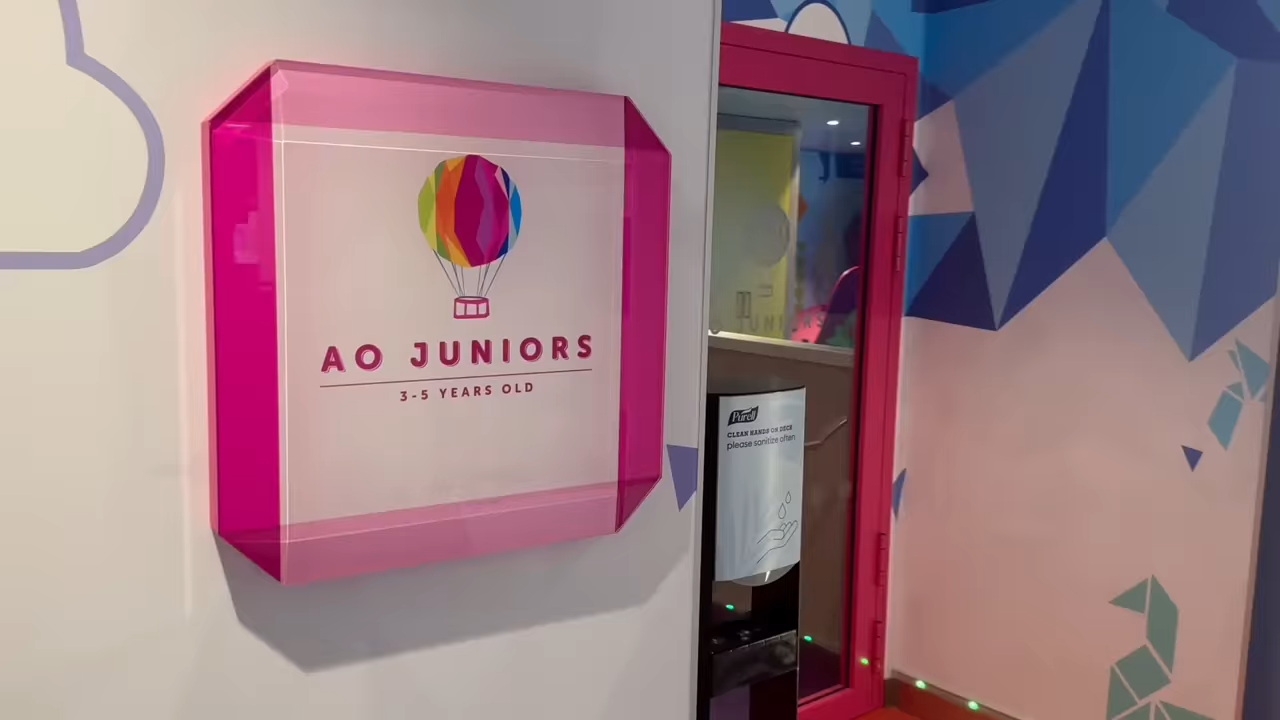 AO JUNIORS
3-5 YEARS OLD
Purell
CLEAN HANDS ON DECK
please sanitize often